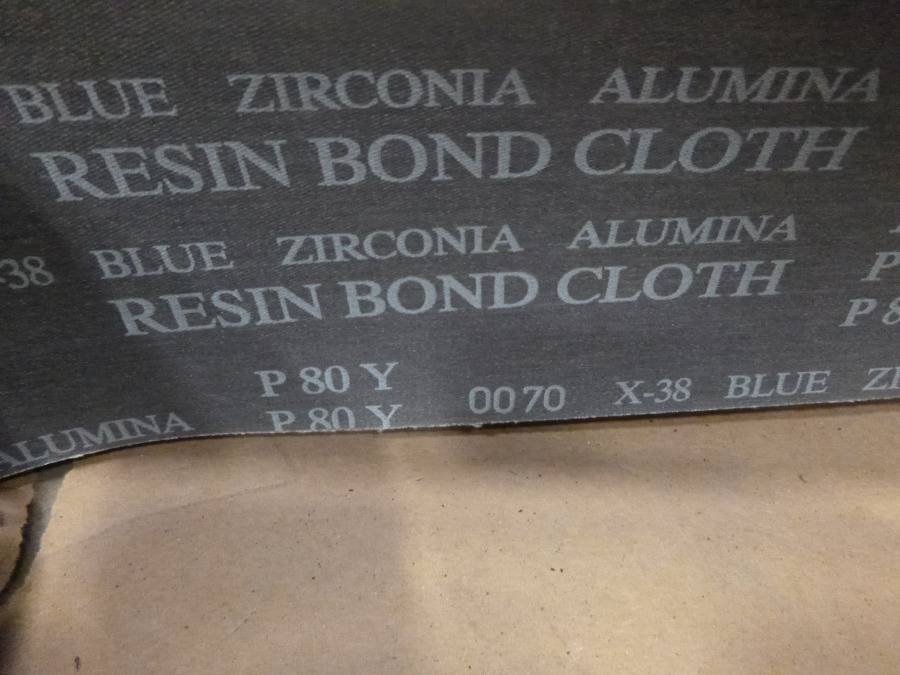 BLUE ZIRCONIA ALUMINA
RESIN BOND CLOTH
-38 BLUE ZIRCONIA ALUMINA
RESIN BOND CLOTH P
P 8
P 80 Y
0070 X-38 BLUE
P 80 Y
ALUMINA